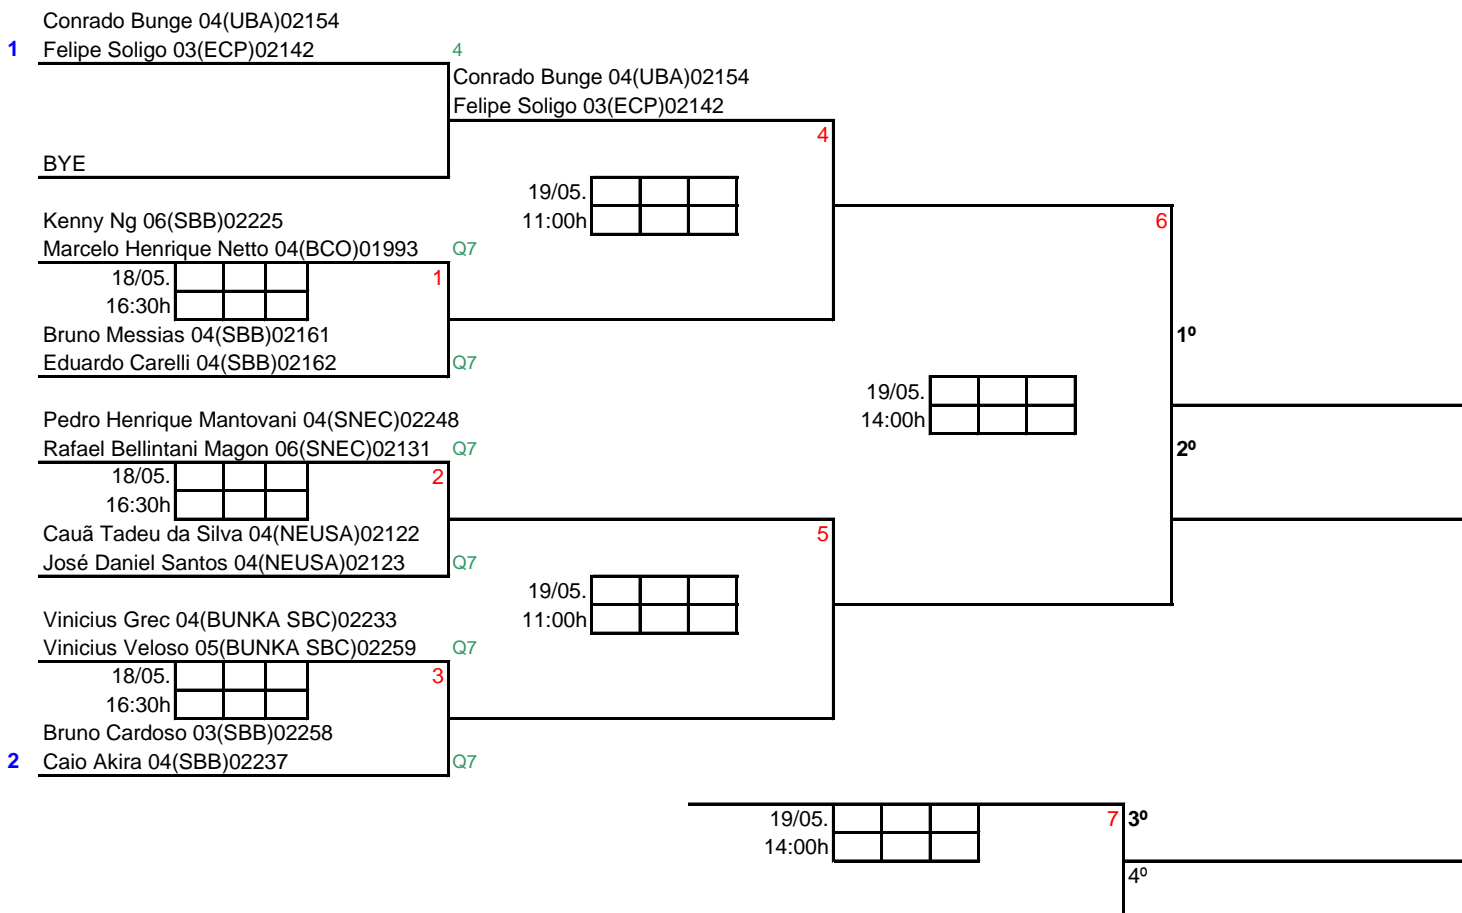 Conrado Bunge 04(UBA)02154
1 Felipe Soligo 03(ECP)02142 4
Conrado Bunge 04(UBA)02154
Felipe Soligo 03(ECP)02142
4
BYE
19/05.
11:00h
Kenny Ng 06(SBB)02225
6
Marcelo Henrique Netto 04(BCO)01993 Q7
18/05. 1
16:30h
Bruno Messias 04(SBB)02161
1º
Eduardo Carelli 04(SBB)02162 Q7
19/05.
14:00h
Pedro Henrique Mantovani 04(SNEC)02248
Rafael Bellintani Magon 06(SNEC)02131 Q7
2º
18/05. 2
16:30h
Cauã Tadeu da Silva 04(NEUSA)02122
5
José Daniel Santos 04(NEUSA)02123 Q7
19/05.
11:00h
Vinicius Grec 04(BUNKA SBC)02233
Vinicius Veloso 05(BUNKA SBC)02259 Q7
18/05. 3
16:30h
Bruno Cardoso 03(SBB)02258
2 Caio Akira 04(SBB)02237 Q7
19/05. 7 3º
14:00h
4º